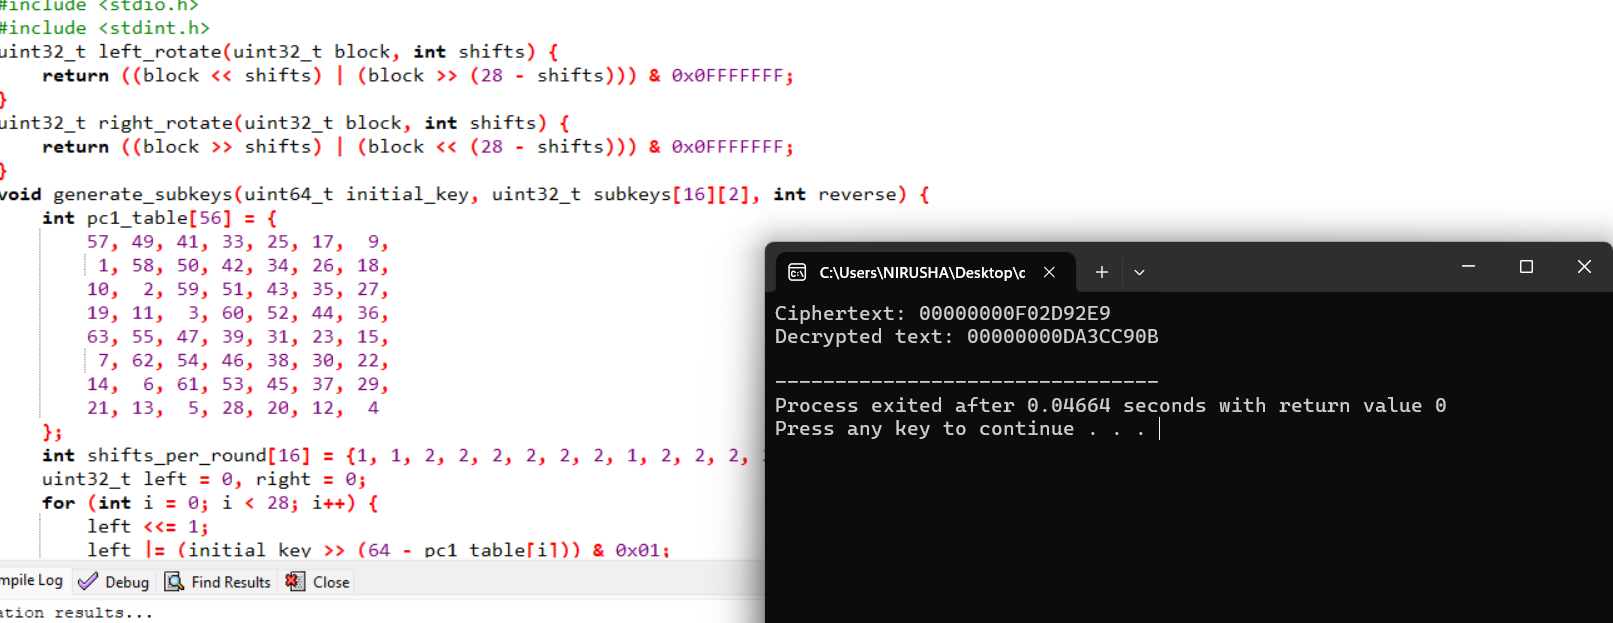 #include <stdio.h>
#include <stdint.h>
uint32_t left_rotate(uint32_t block, int shifts) {
return ((block << shifts) | (block >> (28 - shifts))) & 0x0FFFFFFF;
}
uint32_t right_rotate(uint32_t block, int shifts) {
return ((block >> shifts) | (block << (28 - shifts))) & 0x0FFFFFFF;
}
void generate_subkeys(uint64_t initial_key, uint32_t subkeys[16][2], int reverse) {
int pc1_table[56] = {
57, 49, 41, 33, 25, 17, 9,
1, 58, 50, 42, 34, 26, 18,
10, 2, 59, 51, 43, 35, 27,
19, 11, 3, 60, 52, 44, 36,
63, 55, 47, 39, 31, 23, 15,
7, 62, 54, 46, 38, 30, 22,
14, 6, 61, 53, 45, 37, 29,
21, 13, 5, 28, 20, 12, 4
};
int shifts_per_round[16] = {1, 1, 2, 2, 2, 2, 2, 2, 1, 2, 2, 2,
uint32_t left = 0, right = 0;
for (int i = 0; i < 28; i++) {
left <<= 1;
left |= (initial_key >> (64 - pc1_table[i])) & 0x01;
mpile Log Debug Find Results Close
ation results...
C:\Users\NIRUSHA\Desktop\c
Ciphertext: 00000000F02D92E9
Decrypted text: 00000000DA3CC90B
--------------------------------
Process exited after 0.04664 seconds with return value 0
Press any key to continue . . .